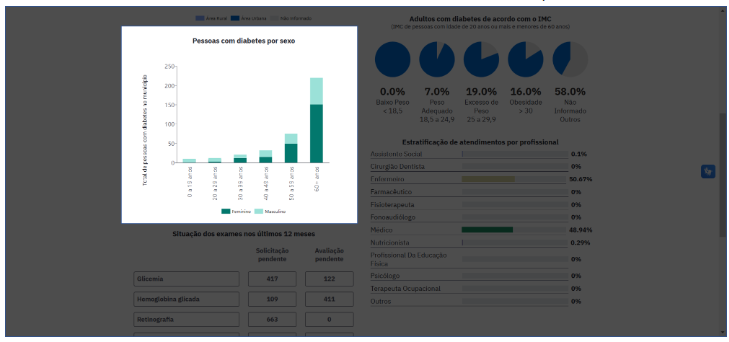 Área Rural Área Urbana Não Informado
Pessoas com diabetes por sexo
Total de pessoas com diabetes no município
250
200
150
100
50
0
0 a 19 anos
20 a 29 anos
30 a 39 anos
40 a 49 anos
50 a 59 anos
60+ anos
Feminino Masculino
Situação dos exames nos últimos 12 meses
Solicitação pendente
Avaliação pendente
Glicemia 417 122
Hemoglobina glicada 411
Retinografia 663 0
Adultos com diabetes de acordo com o IMC
(IMC de pessoas com idade de 20 anos ou mais e menores de 60 anos)
0.0% 7.0% 19.0% 16.0% 58.0%
Baixo Peso < 18,5
Peso Adequado 18,5 a 24,9
Excesso de Peso 25 a 29,9
Obesidade > 30
Não Informado Outros
Estratificação de atendimentos por profissional
Assistente Social 0.1%
Cirurgião Dentista 0%
Enfermeiro 50.67%
Farmacêutico 0%
Fisioterapeuta 0%
Fonoaudiólogo 0%
Médico 48.94%
Nutricionista 0.29%
Profissional De Educação
Física 0%
Psicólogo 0%
Terapeuta Ocupacional 0%
Outros 0%